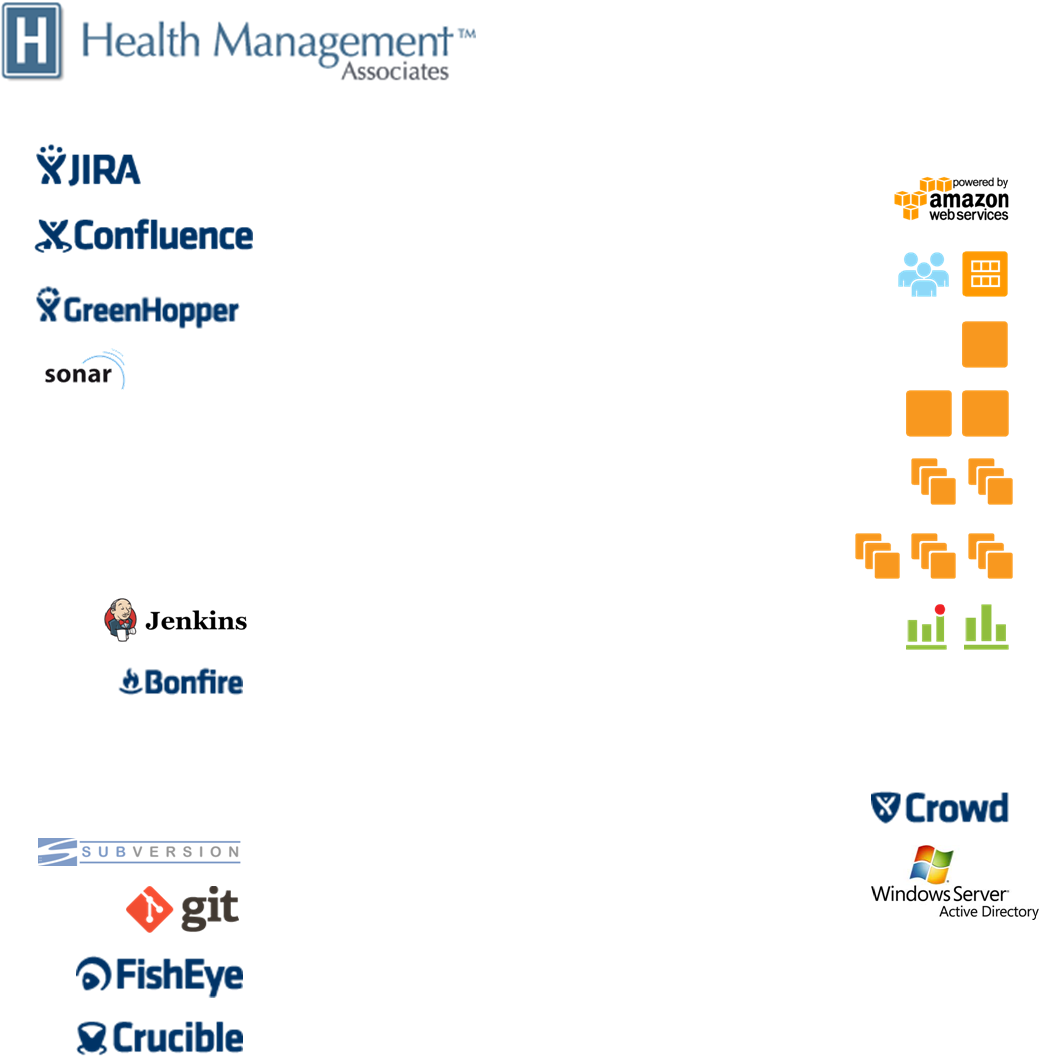 H Health Management™
Associates
JIRA
powered by
amazon
web services
Confluence
GreenHopper
sonar
Jenkins
Bonfire
Crowd
SUBVERSION
Windows Server®
Active Directory
git
FishEye
Crucible